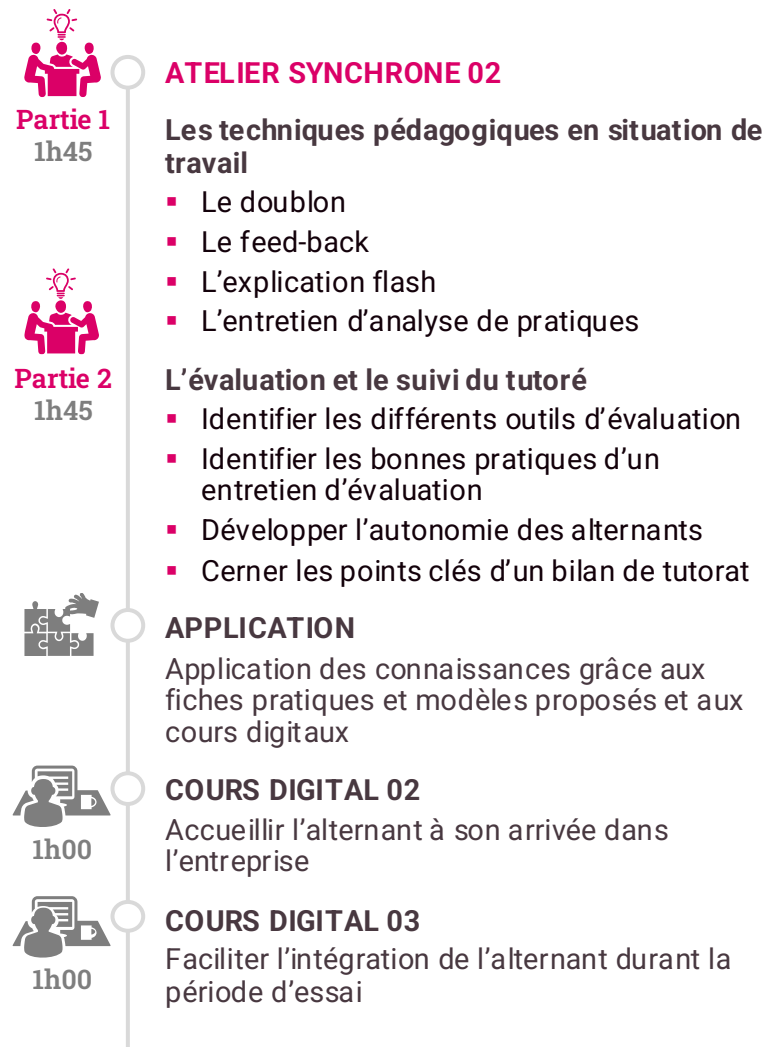 ATELIER SYNCHRONE 02
Partie 1
1h45
Les techniques pédagogiques en situation de
travail
▪ Le doublon
▪ Le feed-back
▪ L’explication flash
▪ L’entretien d’analyse de pratiques
Partie 2
1h45
L’évaluation et le suivi du tutoré
▪ Identifier les différents outils d’évaluation
▪ Identifier les bonnes pratiques d’un
entretien d’évaluation
▪ Développer l’autonomie des alternants
▪ Cerner les points clés d’un bilan de tutorat
APPLICATION
Application des connaissances grâce aux
fiches pratiques et modèles proposés et aux
cours digitaux
COURS DIGITAL 02
1h00
Accueillir l’alternant à son arrivée dans
l’entreprise
COURS DIGITAL 03
1h00
Faciliter l’intégration de l’alternant durant la
période d’essai